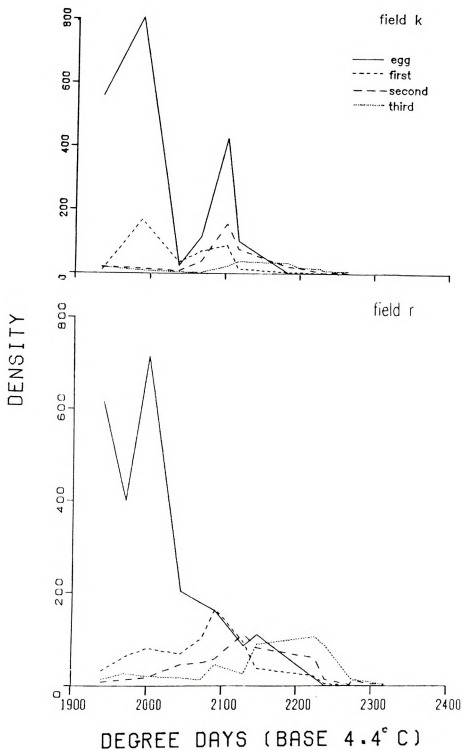 field k
egg
first
second
third
800
600
400
200
0
field r
800
600
400
200
0
DENSITY
1900 2000 2100 2200 2300 2400
DEGREE DAYS (BASE 4.4° C)